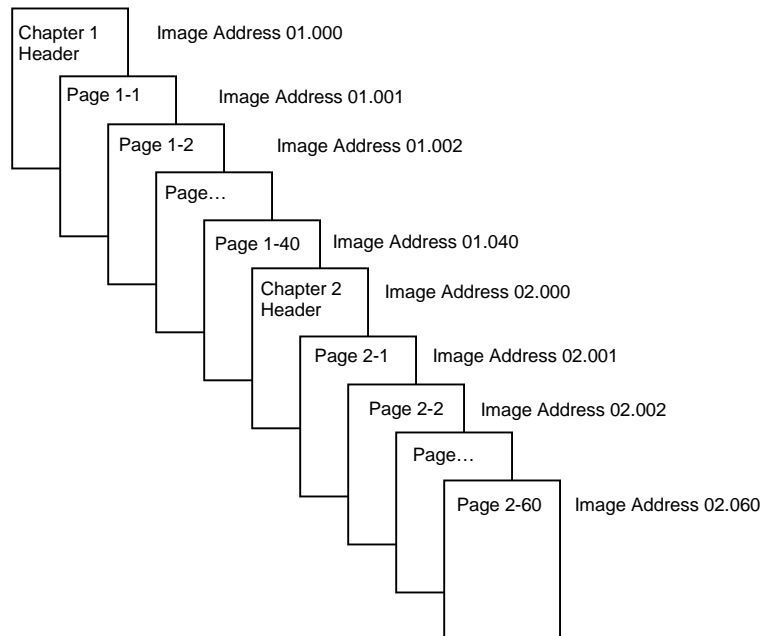 Chapter 1
Header
Image Address 01.000
Page 1-1
Image Address 01.001
Page 1-2
Image Address 01.002
Page…
Page 1-40
Image Address 01.040
Chapter 2
Header
Image Address 02.000
Page 2-1
Image Address 02.001
Page 2-2
Image Address 02.002
Page…
Page 2-60
Image Address 02.060